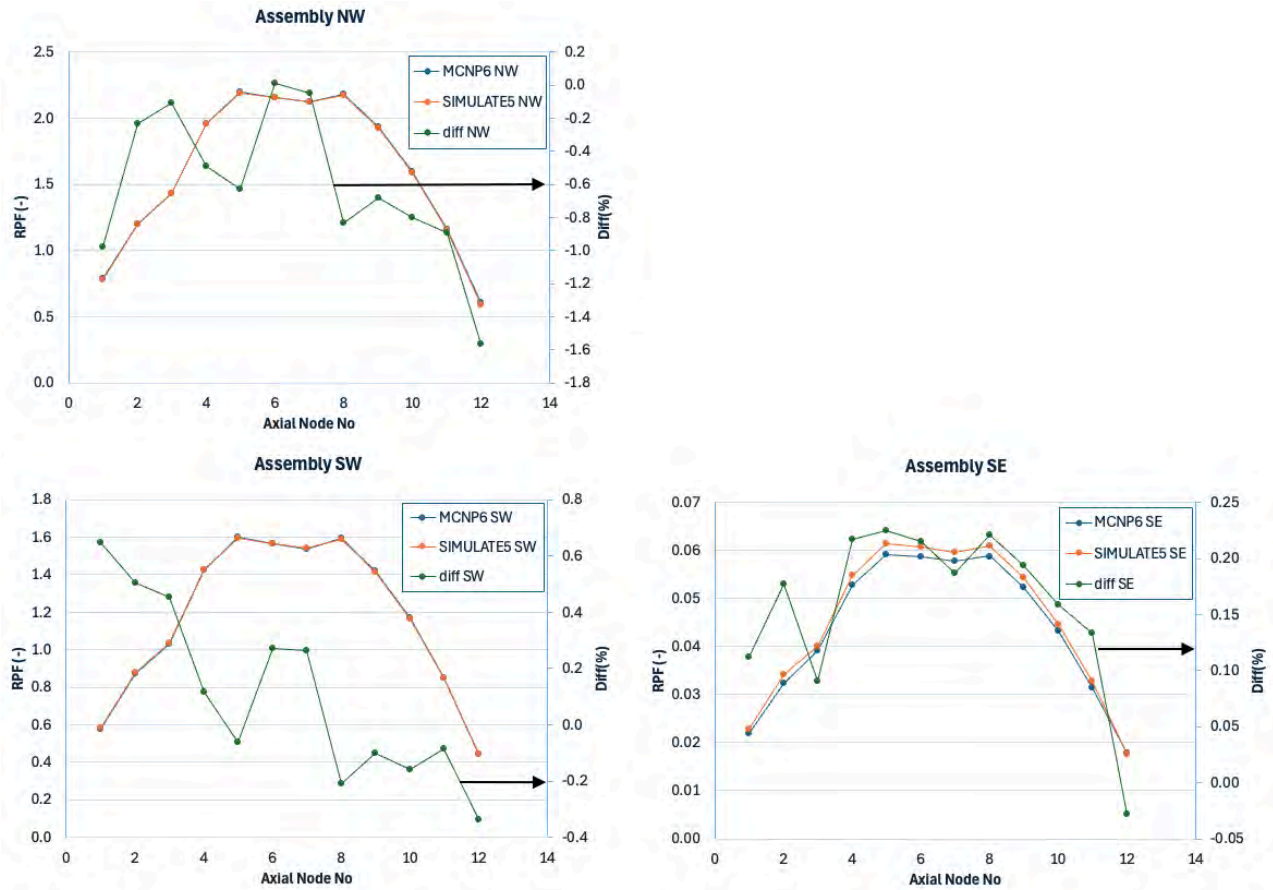 Assembly NW
2.5
2.0
1.5
1.0
0.5
0.0
RPF (-)
0.2
0.0
-0.2
-0.4
-0.6
-0.8
-1.0
-1.2
-1.4
-1.6
-1.8
Diff(%)
MCNP6 NW
SIMULATE5 NW
diff NW
0 2 4 6 8 10 12 14
Axial Node No
Assembly SW
1.8
1.6
1.4
1.2
1.0
0.8
0.6
0.4
0.2
0.0
RPF (-)
0.8
0.6
0.4
0.2
0.0
-0.2
-0.4
Diff(%)
MCNP6 SW
SIMULATE5 SW
diff SW
0 2 4 6 8 10 12 14
Axial Node No
Assembly SE
0.07
0.06
0.05
0.04
0.03
0.02
0.01
0.00
RPF (-)
0.25
0.20
0.15
0.10
0.05
0.00
-0.05
Diff(%)
MCNP6 SE
SIMULATE5 SE
diff SE
0 2 4 6 8 10 12 14
Axial Node No